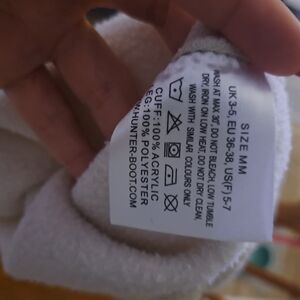 SIZE MM
UK 3-5, EU 36-38, US(F) 5-7
WASH AT MAX 30°, DO NOT BLEACH, LOW TUMBLE
DRY, IRON ON LOW HEAT, DO NOT DRY CLEAN,
WASH WITH SIMILAR COLOURS ONLY
CUFF:100% ACRYLIC
LEG:100% POLYESTER
WWW.HUNTER-BOOT.COM